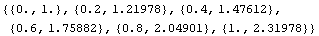 {{0., 1.}, {0.2, 1.21978}, {0.4, 1.47612},
{0.6, 1.75882}, {0.8, 2.04901}, {1., 2.31978}}